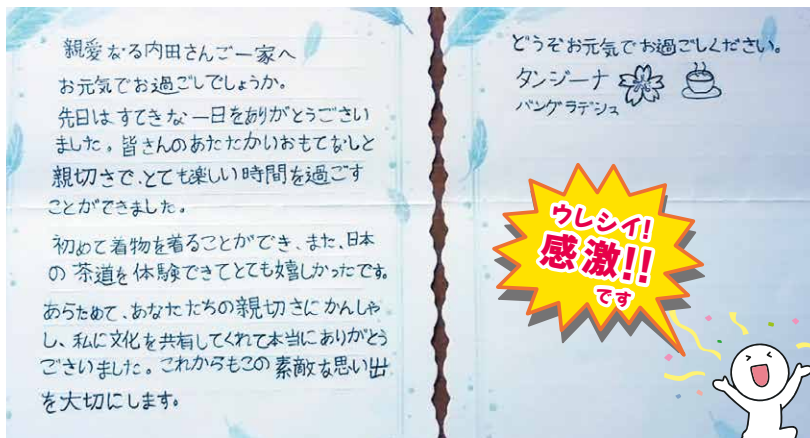 親愛なる内田さんご一家へ
お元気でお過ごしでしょうか。
先日はすてきな一日をありがとうござい
ました。皆さんのあたたかいおもてなしと
親切さで、とても楽しい時間を過ごす
ことができました。
初めて着物を着ることができ、また、日本
の茶道を体験できてとても嬉しかったです。
あらためて、あなたたちの親切さにかんしゃ
し、私に文化を共有してくれて本当にありがとう
ございました。これからもこの素敵な思い出
を大切にします。
どうぞお元気でお過ごしください。
タンジーナ
バングラデシュ
ウレシイ!
感激!!
です